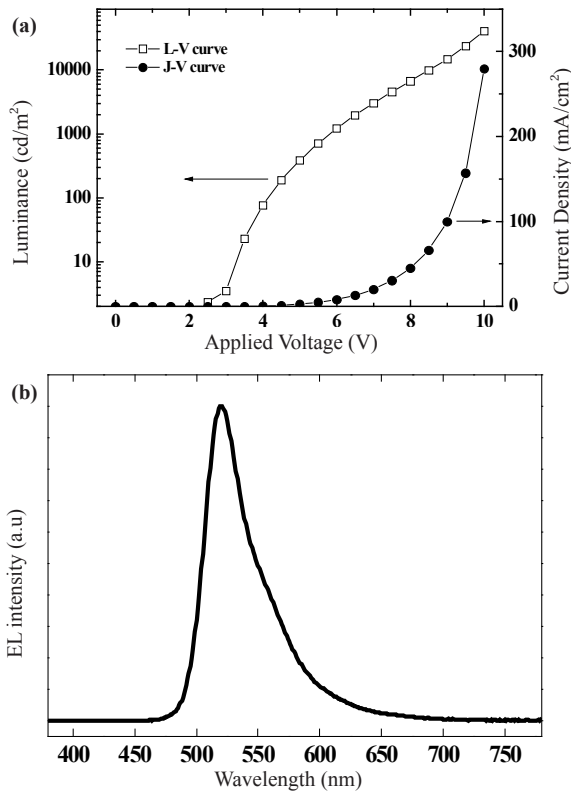 (a)
L-V curve
J-V curve
Luminance (cd/m²)
10000
1000
100
10
Current Density (mA/cm²)
300
200
100
0
0 2 4 6 8 10
Applied Voltage (V)
(b)
EL intensity (a.u)
400 450 500 550 600 650 700 750
Wavelength (nm)